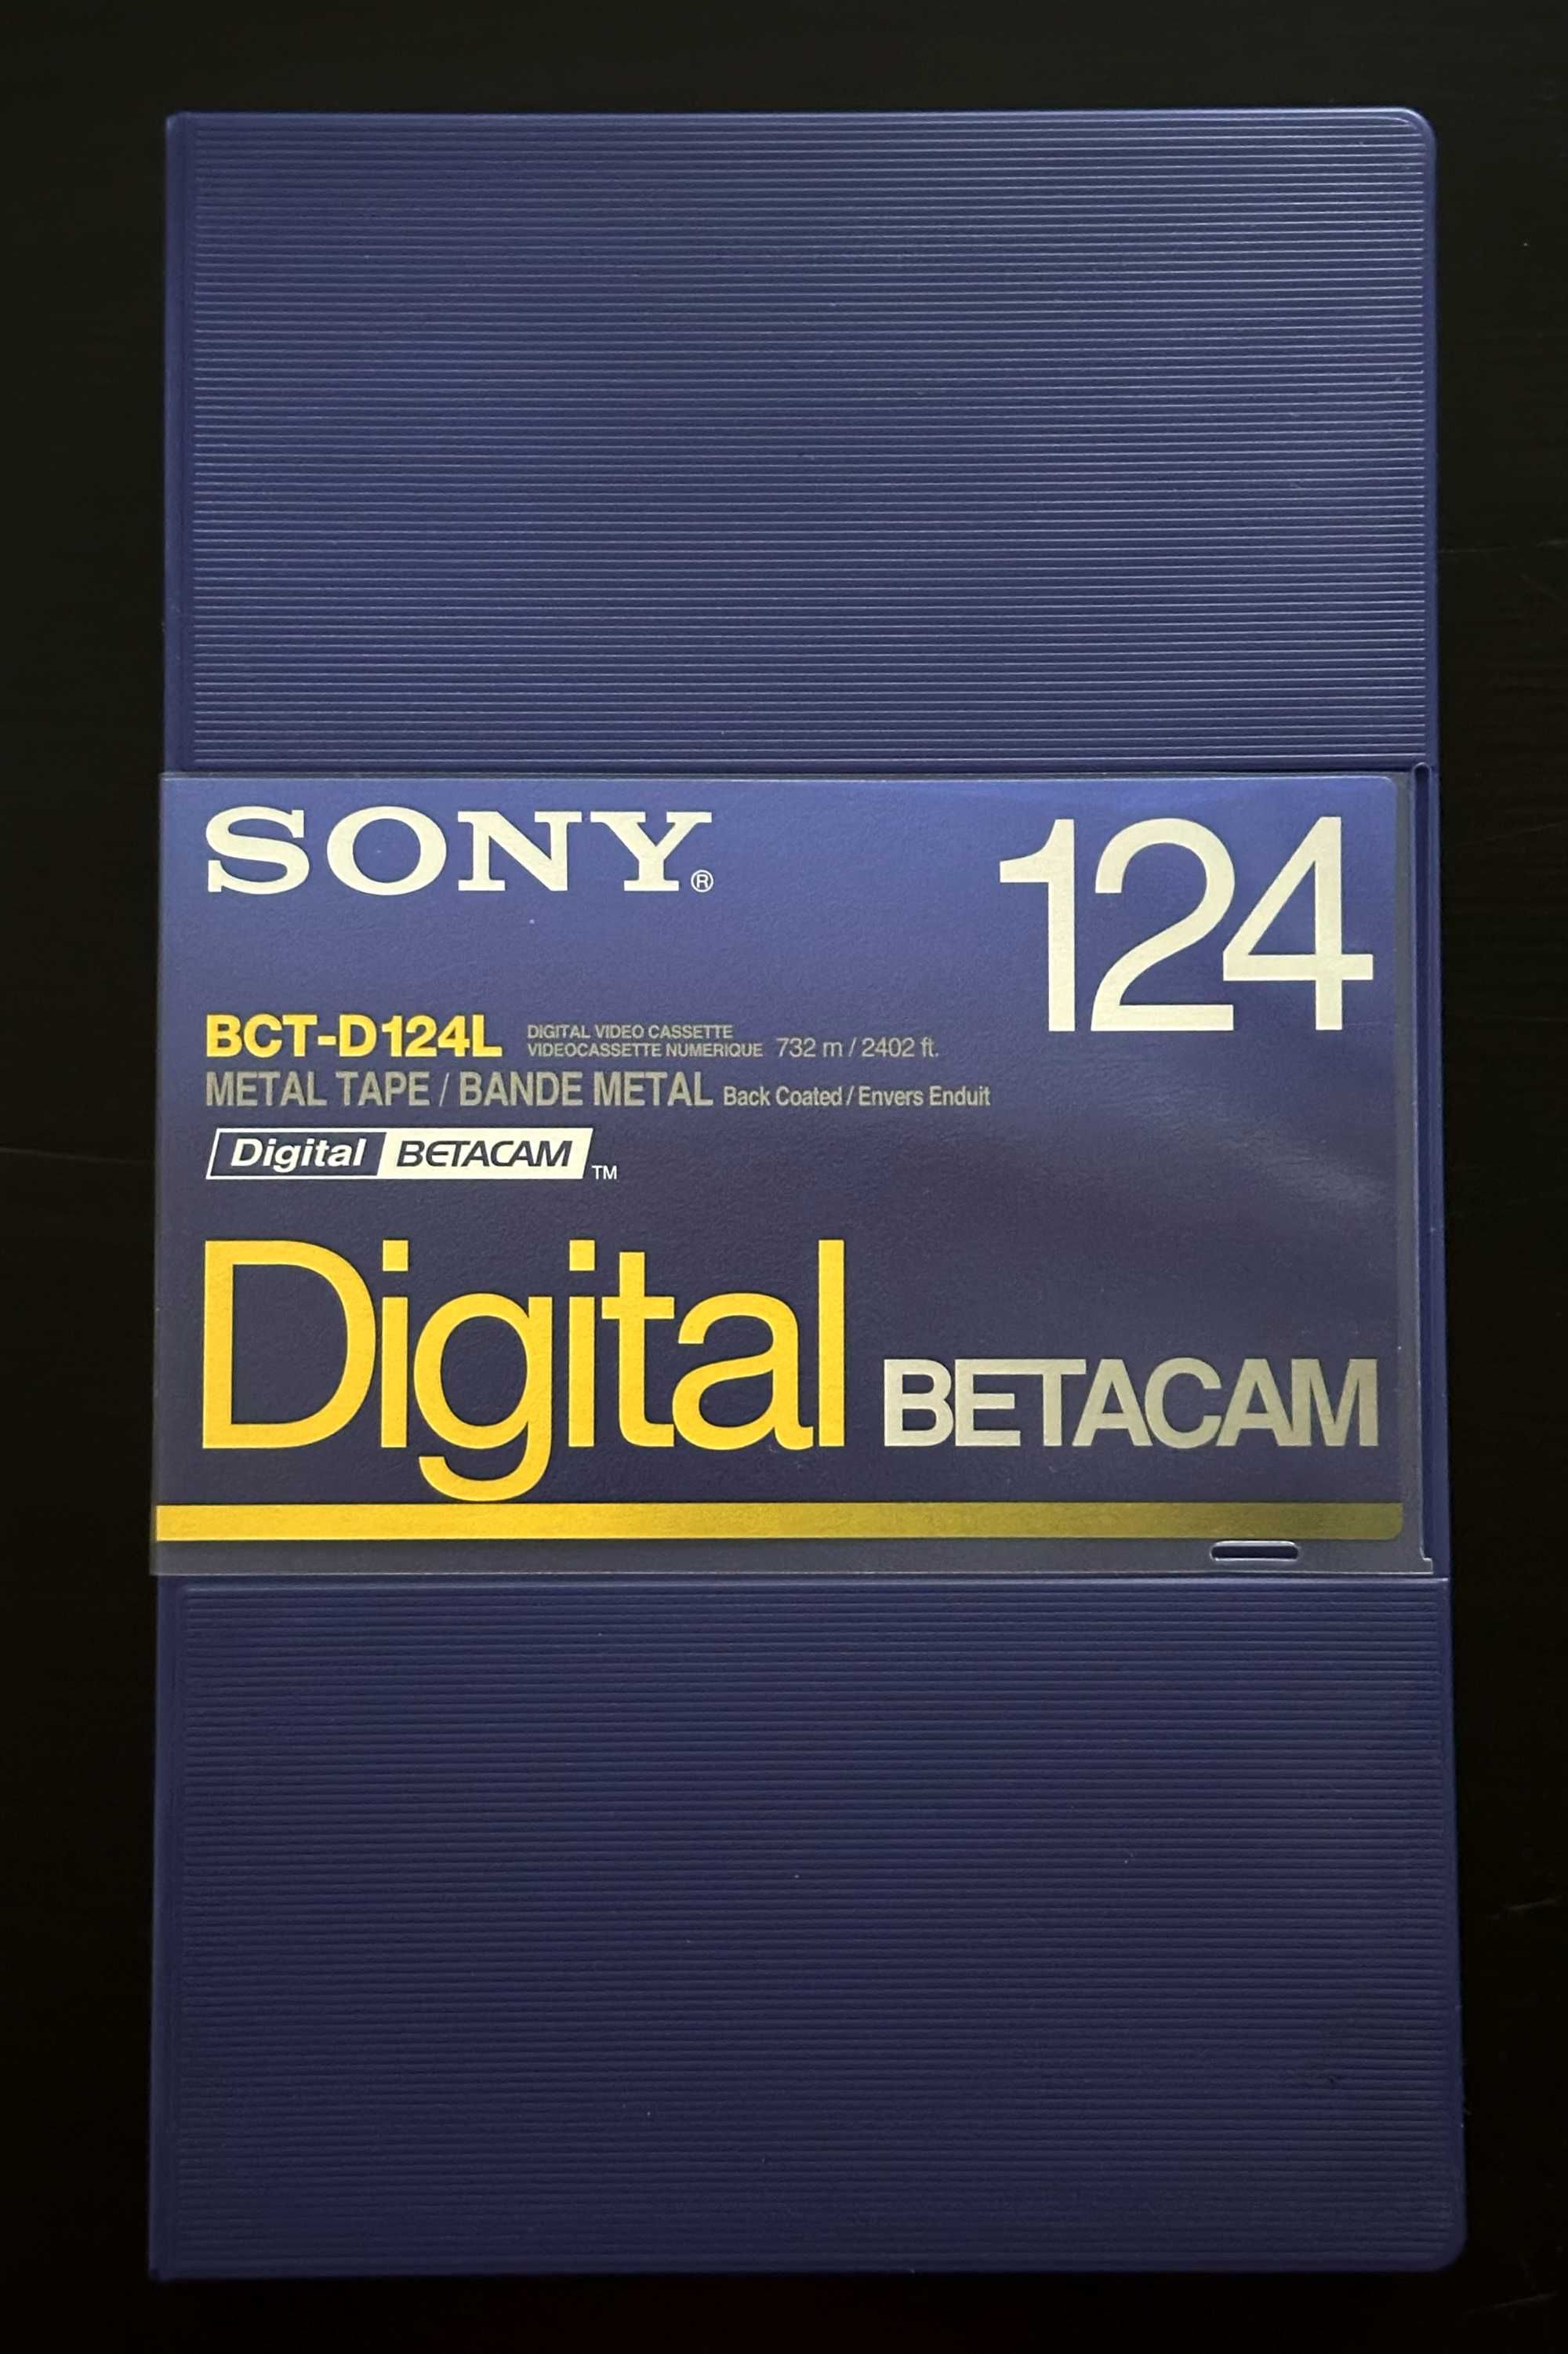 SONY®
124
BCT-D124L DIGITAL VIDEO CASSETTE
VIDEOCASSETTE NUMERIQUE 732 m / 2402 ft.
METAL TAPE / BANDE METAL Back Coated / Envers Enduit
Digital BETACAM TM
Digital BETACAM